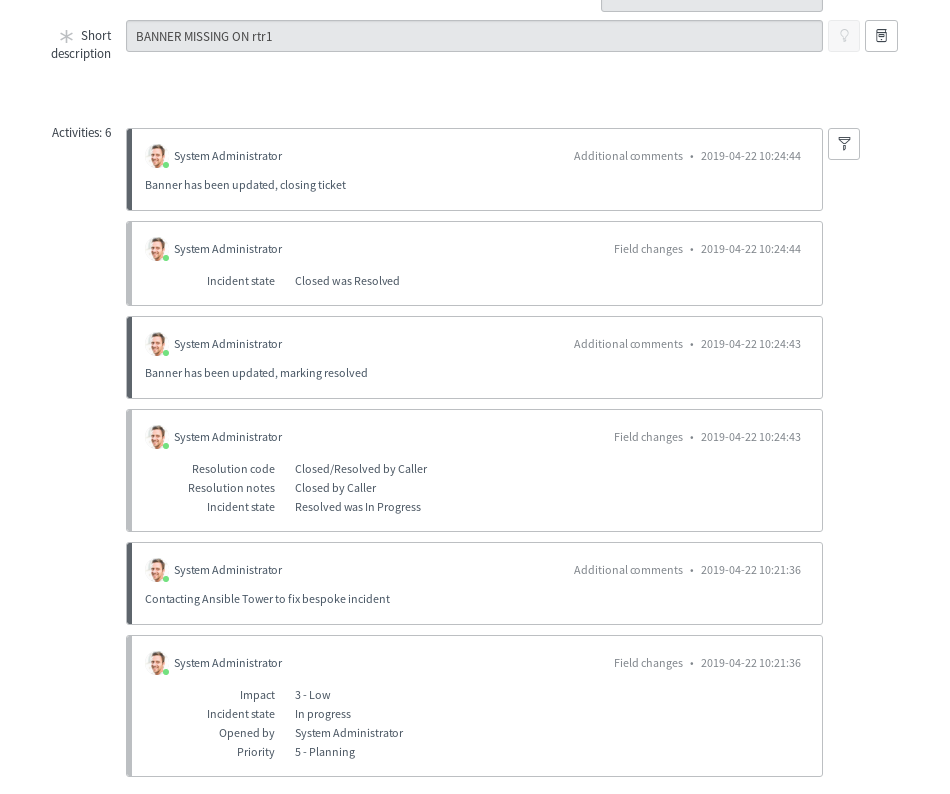 Short description
BANNER MISSING ON rtr1
Activities: 6
System Administrator
Additional comments • 2019-04-22 10:24:44
Banner has been updated, closing ticket
System Administrator
Field changes • 2019-04-22 10:24:44
Incident state Closed was Resolved
System Administrator
Additional comments • 2019-04-22 10:24:43
Banner has been updated, marking resolved
System Administrator
Field changes • 2019-04-22 10:24:43
Resolution code Closed/Resolved by Caller
Resolution notes Closed by Caller
Incident state Resolved was In Progress
System Administrator
Additional comments • 2019-04-22 10:21:36
Contacting Ansible Tower to fix bespoke incident
System Administrator
Field changes • 2019-04-22 10:21:36
Impact 3 - Low
Incident state In progress
Opened by System Administrator
Priority 5 - Planning